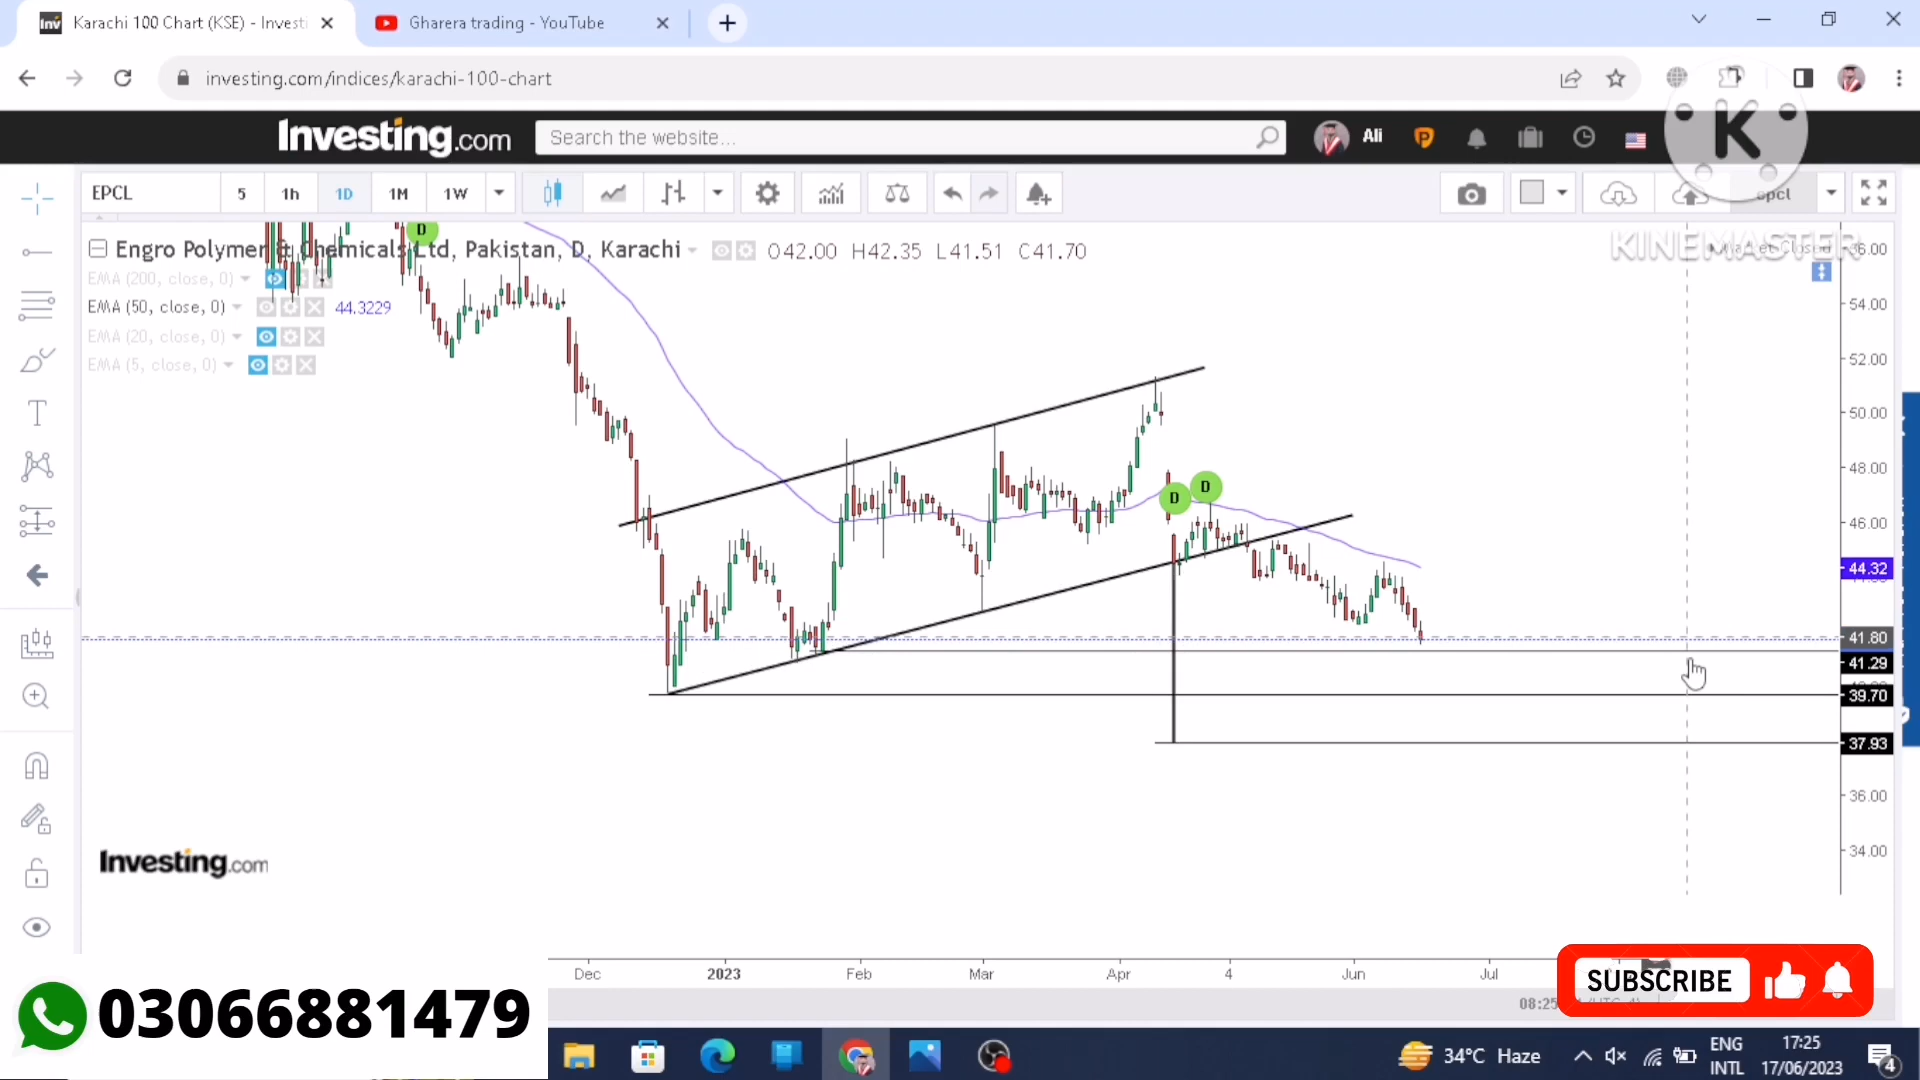 Karachi 100 Chart (KSE) - Investi
Gharera trading - YouTube
investing.com/indices/karachi-100-chart
Investing.com
Search the website...
Ali
K
EPCL
5
1h
1D
1M
1W
epcl
KINEMASTER
Engro Polymer & Chemicals Ltd, Pakistan, D, Karachi
O42.00 H42.35 L41.51 C41.70
Market Closed
EMA (200, close, 0)
EMA (50, close, 0) 44.3229
EMA (20, close, 0)
EMA (5, close, 0)
D
D
D
56.00
54.00
52.00
50.00
48.00
46.00
44.32
41.80
41.29
39.70
37.93
36.00
34.00
Investing.com
Dec
2023
Feb
Mar
Apr
4
Jun
Jul
SUBSCRIBE
03066881479
34°C Haze
ENG
INTL
17:25
17/06/2023
4